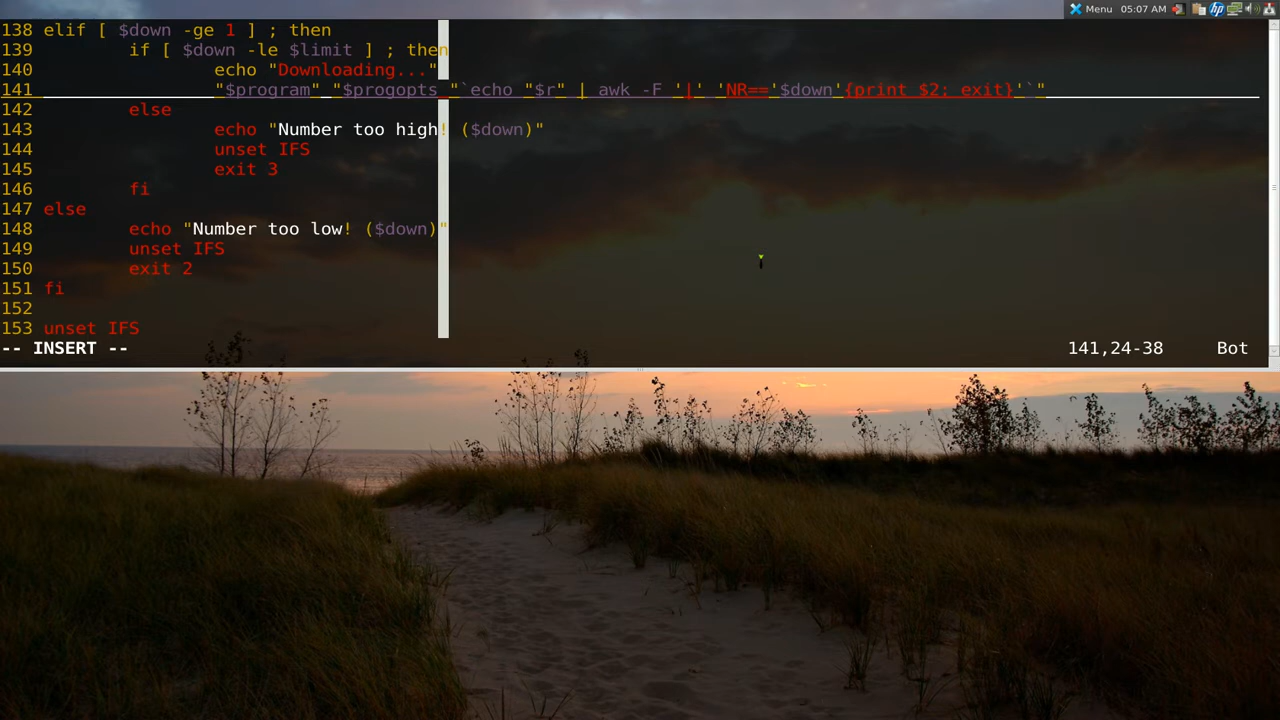 Menu 05:07 AM
138 elif [ $down -ge 1 ] ; then
139 if [ $down -le $limit ] ; then
140 echo "Downloading..."
141 "$program" "$progopts "`echo "$r" | awk -F '|' 'NR=='$down'{print $2; exit}'`"
142 else
143 echo "Number too high! ($down)"
144 unset IFS
145 exit 3
146 fi
147 else
148 echo "Number too low! ($down)"
149 unset IFS
150 exit 2
151 fi
152
153 unset IFS
-- INSERT -- 141,24-38 Bot